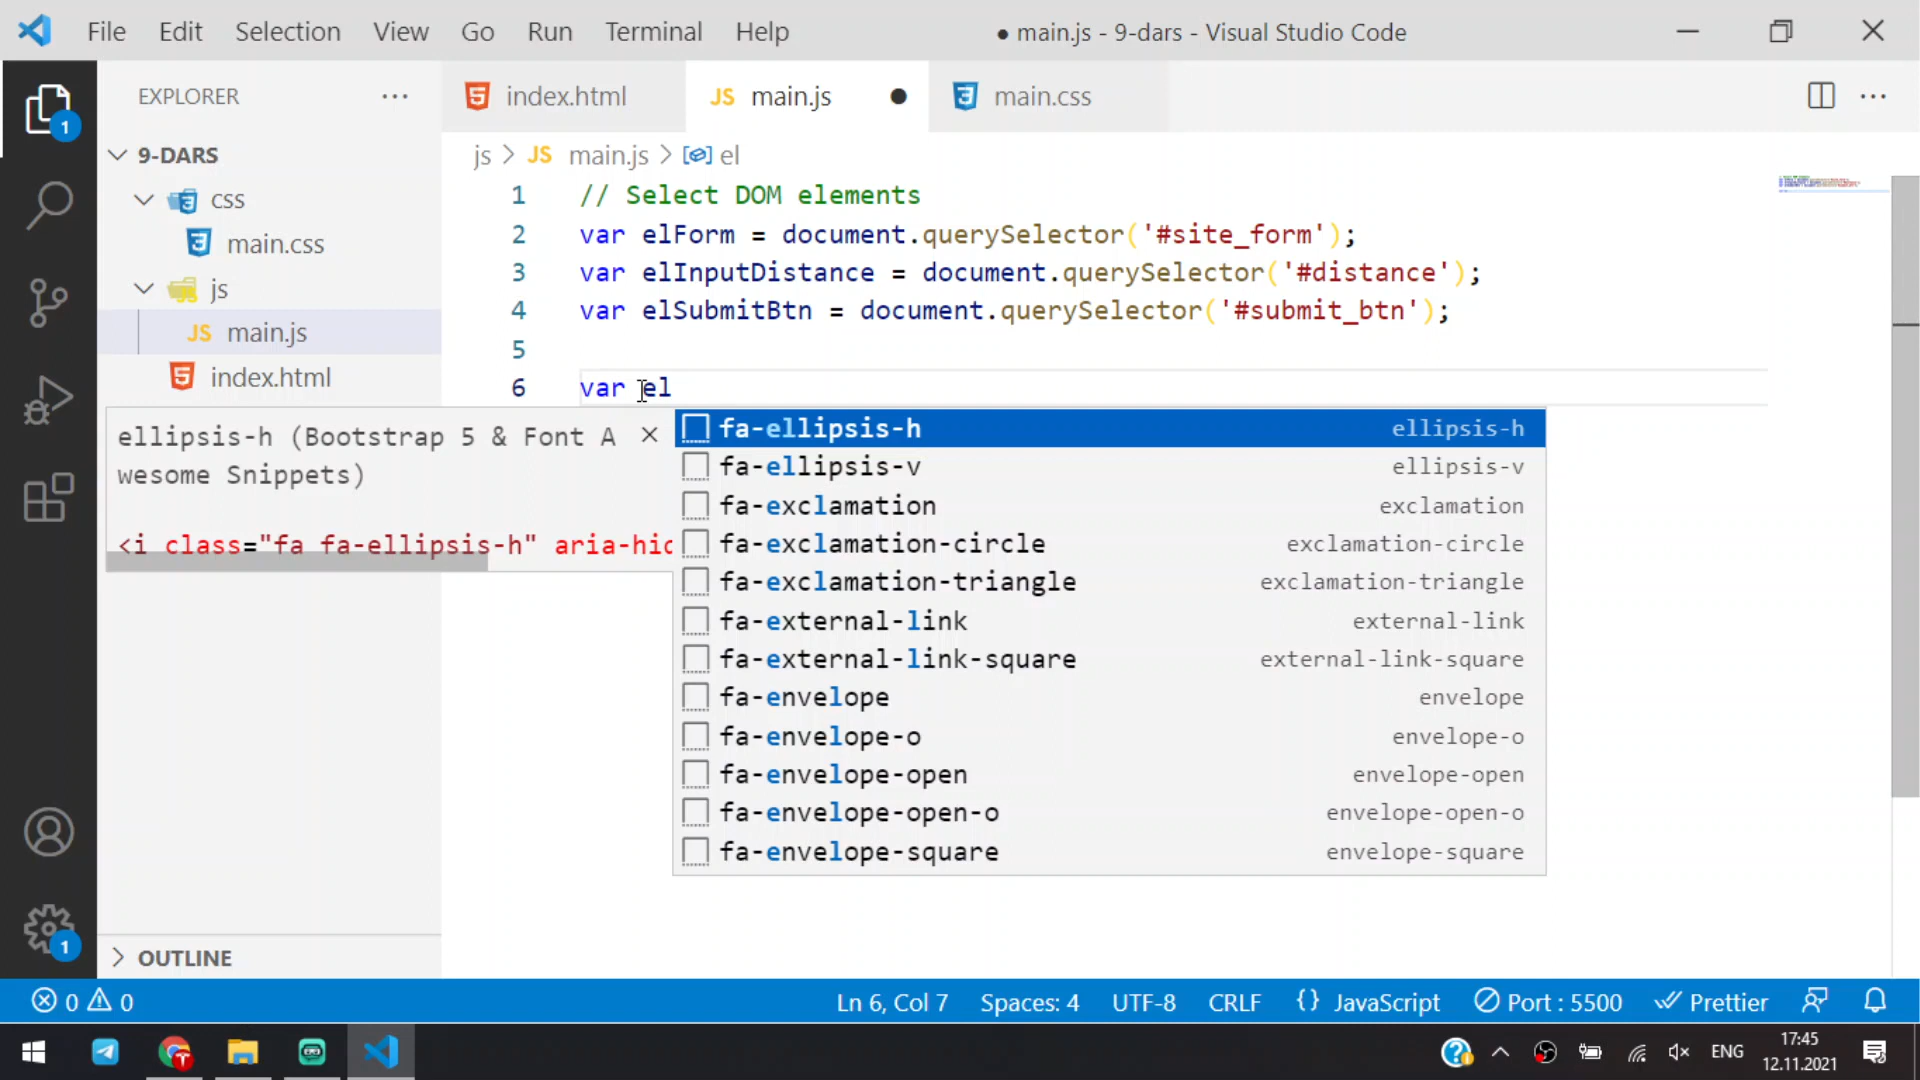 File Edit Selection View Go Run Terminal Help
● main.js - 9-dars - Visual Studio Code
EXPLORER
index.html
JS main.js
main.css
9-DARS
css
main.css
js
JS main.js
index.html
js > JS main.js > el
1 // Select DOM elements
2 var elForm = document.querySelector('#site_form');
3 var elInputDistance = document.querySelector('#distance');
4 var elSubmitBtn = document.querySelector('#submit_btn');
5
6 var el
ellipsis-h (Bootstrap 5 & Font A
wesome Snippets)
<i class="fa fa-ellipsis-h" aria-hid
fa-ellipsis-h ellipsis-h
fa-ellipsis-v ellipsis-v
fa-exclamation exclamation
fa-exclamation-circle exclamation-circle
fa-exclamation-triangle exclamation-triangle
fa-external-link external-link
fa-external-link-square external-link-square
fa-envelope envelope
fa-envelope-o envelope-o
fa-envelope-open envelope-open
fa-envelope-open-o envelope-open-o
fa-envelope-square envelope-square
1
1
OUTLINE
0 0 Ln 6, Col 7 Spaces: 4 UTF-8 CRLF {} JavaScript Port : 5500 Prettier
ENG
17:45
12.11.2021